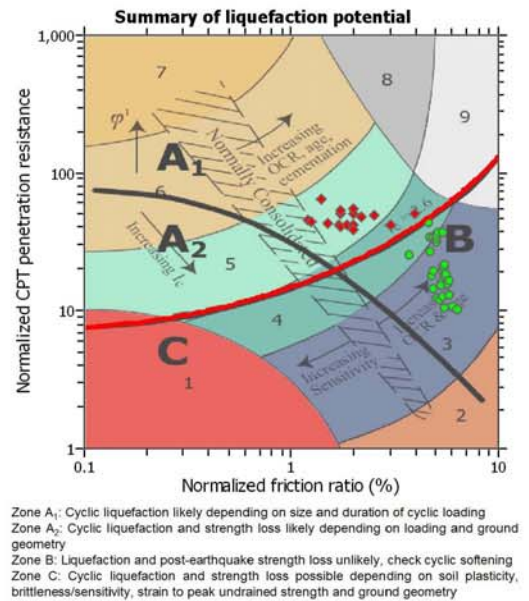 Summary of liquefaction potential
1,000
100
10
1
0.1
1
10
Normalized CPT penetration resistance
Normalized friction ratio (%)
7
8
9
φ'
A1
Increasing
OCR, age,
cementation
Normally Consolidated
6
A2
Increasing Ic
5
B
4
C
1
Increasing
Sensitivity
Increasing
OCR & age
3
2
Zone A1: Cyclic liquefaction likely depending on size and duration of cyclic loading
Zone A2: Cyclic liquefaction and strength loss likely depending on loading and ground
geometry
Zone B: Liquefaction and post-earthquake strength loss unlikely, check cyclic softening
Zone C: Cyclic liquefaction and strength loss possible depending on soil plasticity,
brittleness/sensitivity, strain to peak undrained strength and ground geometry